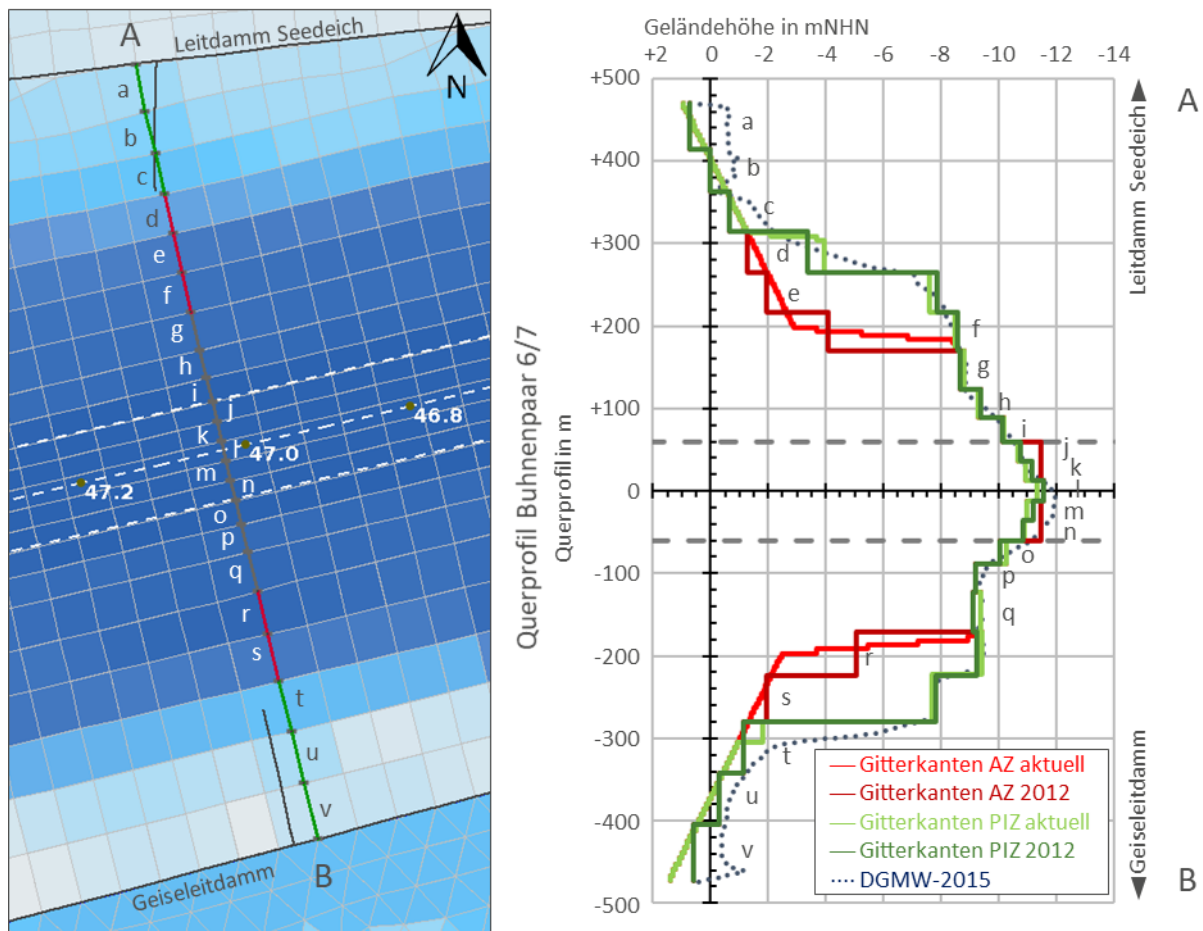 A
Leitdamm Seedeich
N
a
b
c
d
e
f
g
h
i
j
k
l
m
n
o
p
q
r
s
t
u
v
46.8
47.0
47.2
Geiseleitdamm
B
Querprofil Buhnenpaar 6/7
Geländehöhe in mNHN
+2 0 -2 -4 -6 -8 -10 -12 -14
Querprofil in m
+500
+400
+300
+200
+100
0
-100
-200
-300
-400
-500
a
b
c
d
e
f
g
h
i
j
k
l
m
n
o
p
q
r
s
t
u
v
Gitterkanten AZ aktuell
Gitterkanten AZ 2012
Gitterkanten PIZ aktuell
Gitterkanten PIZ 2012
DGMW-2015
A
Leitdamm Seedeich
Geiseleitdamm
B